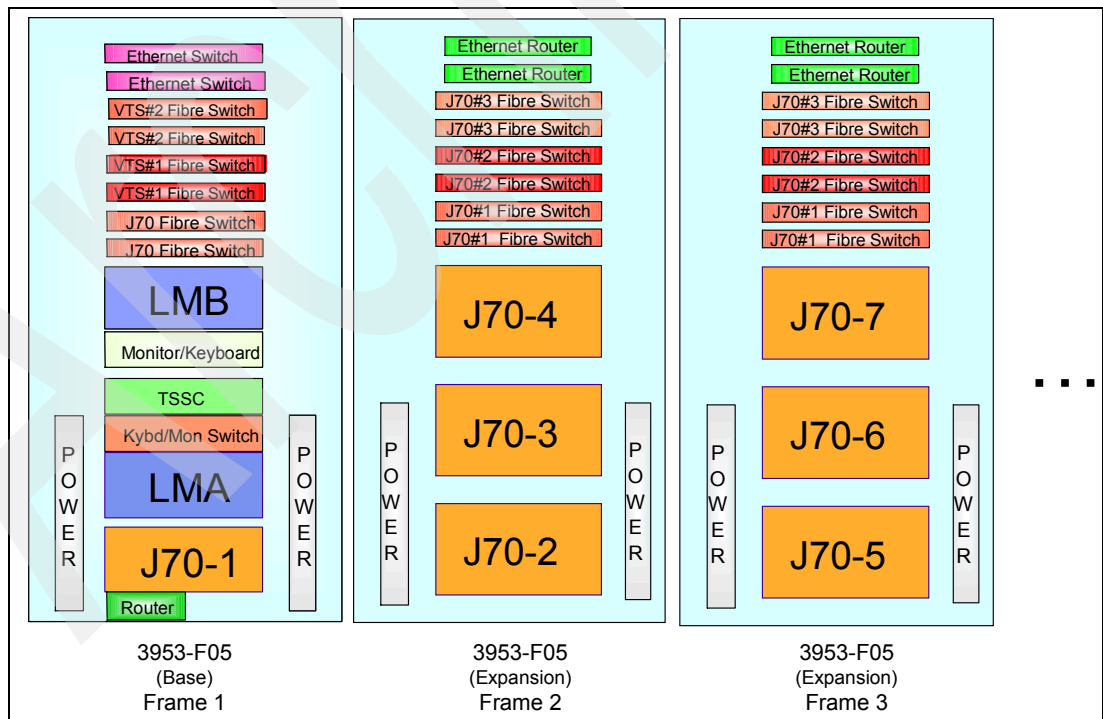 Ethernet Switch
Ethernet Switch
VTS#2 Fibre Switch
VTS#2 Fibre Switch
VTS#1 Fibre Switch
VTS#1 Fibre Switch
J70 Fibre Switch
J70 Fibre Switch
LMB
Monitor/Keyboard
TSSC
Kybd/Mon Switch
LMA
J70-1
Router
POWER
POWER
3953-F05
(Base)
Frame 1
Ethernet Router
Ethernet Router
J70#3 Fibre Switch
J70#3 Fibre Switch
J70#2 Fibre Switch
J70#2 Fibre Switch
J70#1 Fibre Switch
J70#1 Fibre Switch
J70-4
J70-3
J70-2
POWER
POWER
3953-F05
(Expansion)
Frame 2
Ethernet Router
Ethernet Router
J70#3 Fibre Switch
J70#3 Fibre Switch
J70#2 Fibre Switch
J70#2 Fibre Switch
J70#1 Fibre Switch
J70#1 Fibre Switch
J70-7
J70-6
J70-5
POWER
POWER
3953-F05
(Expansion)
Frame 3
...